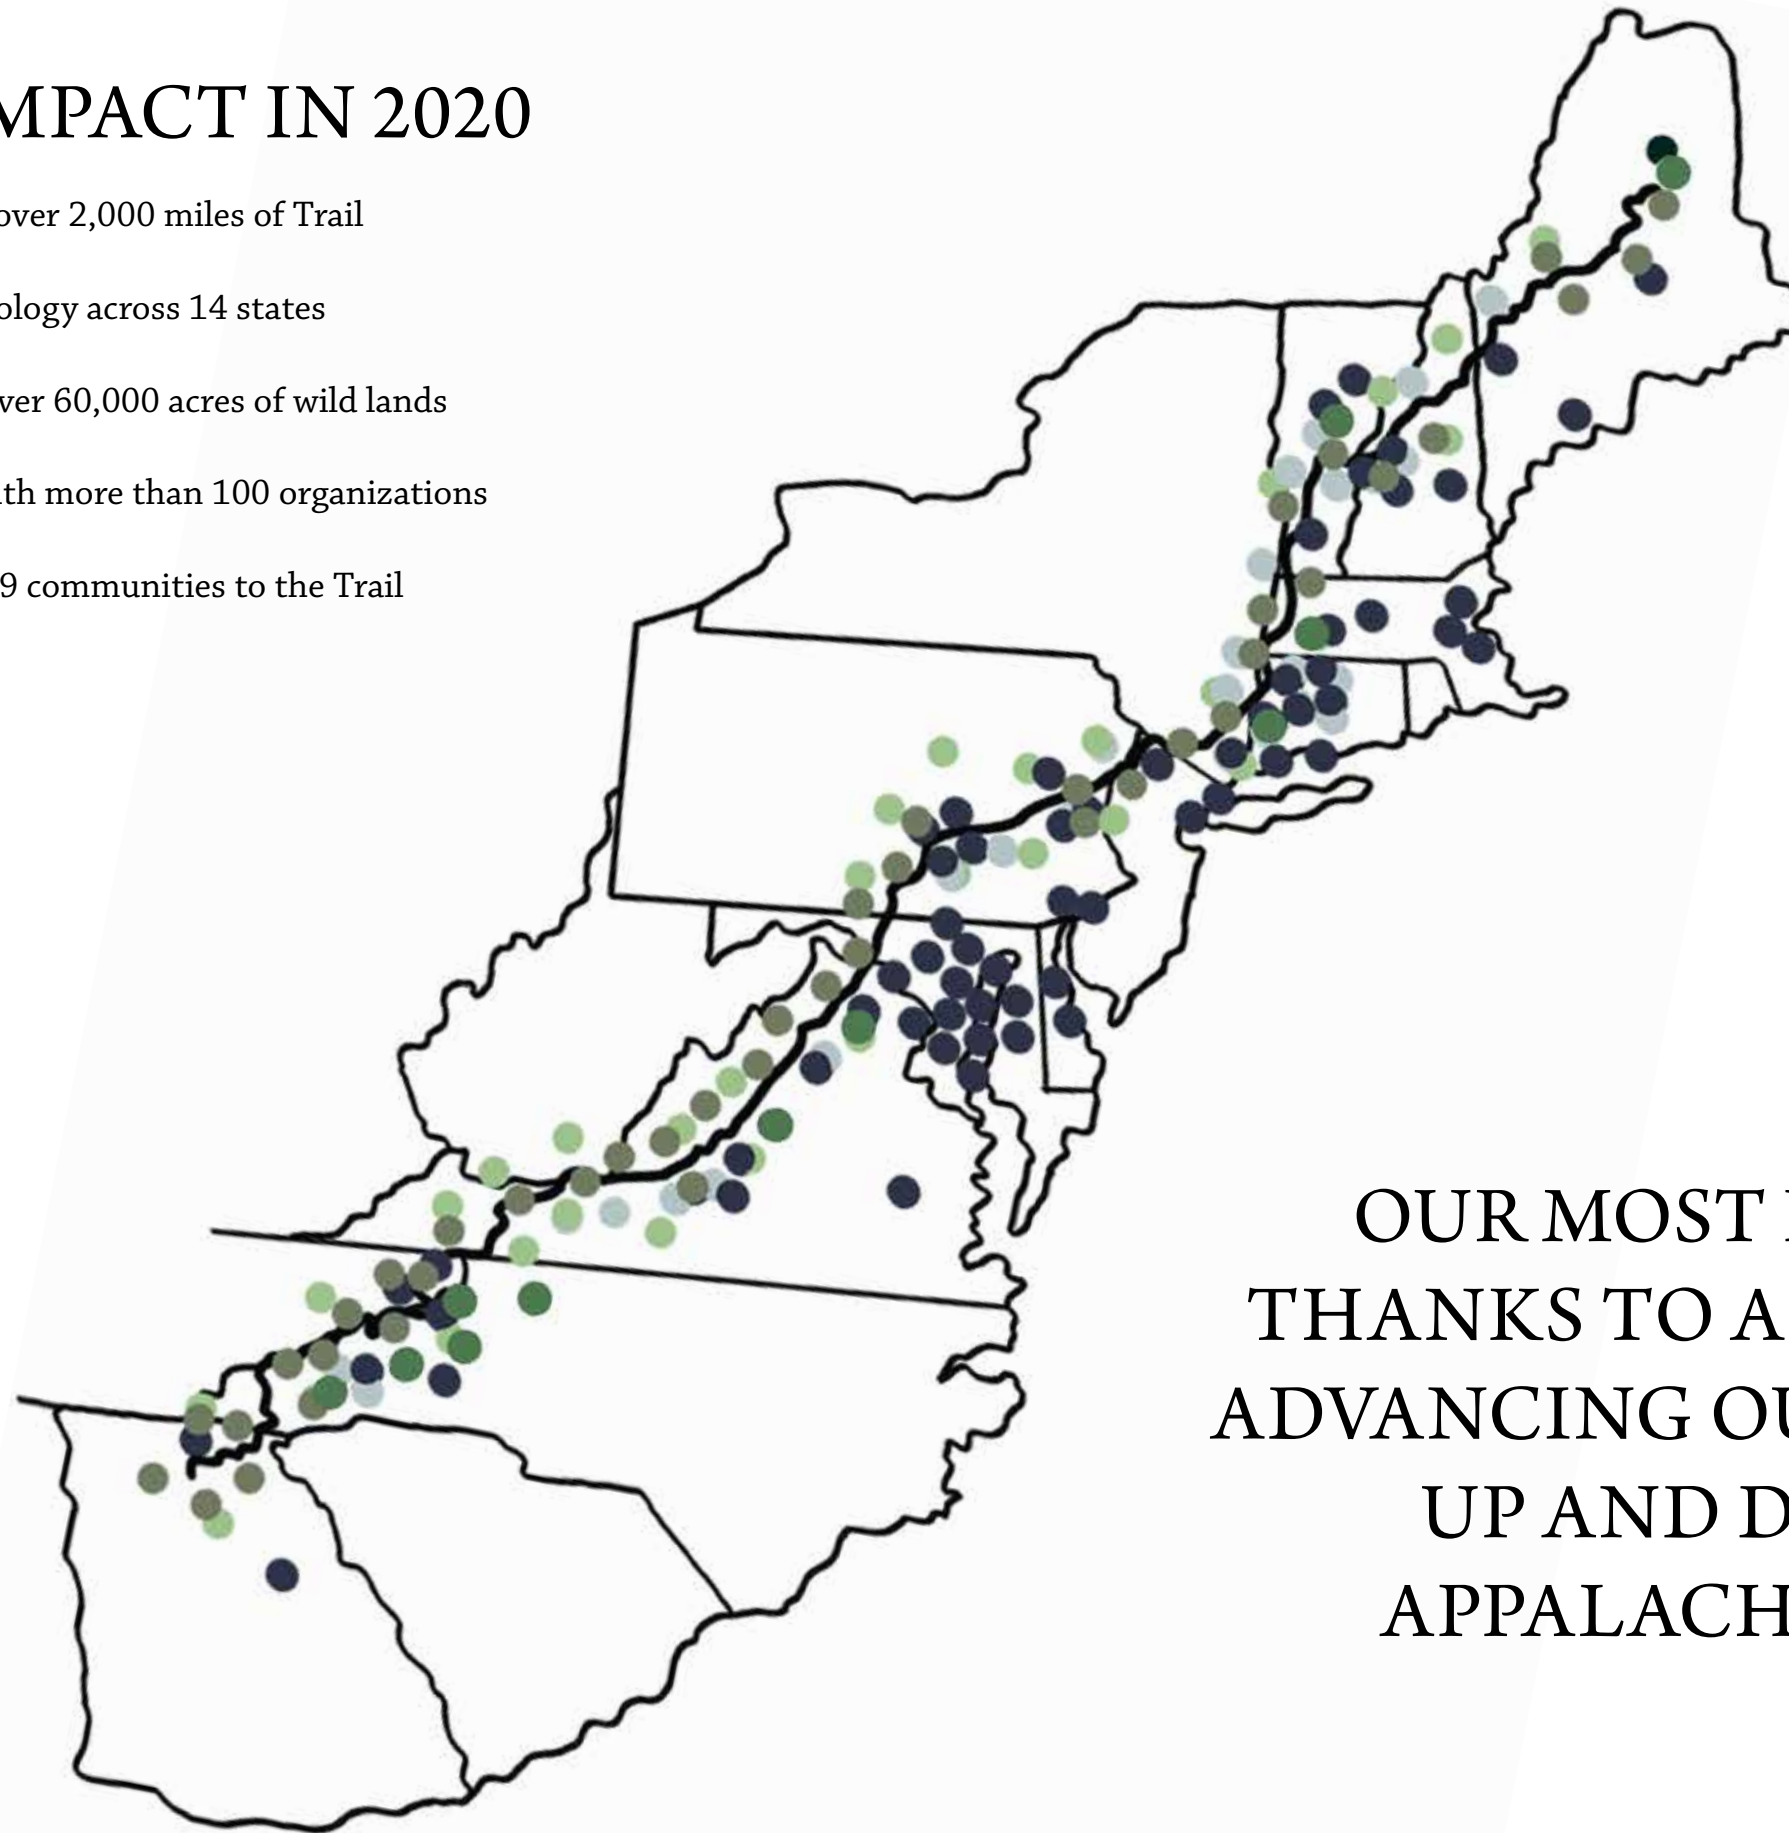 MPACT IN 2020
over 2,000 miles of Trail
ology across 14 states
ver 60,000 acres of wild lands
ith more than 100 organizations
9 communities to the Trail
OUR MOST
THANKS TO A
ADVANCING OU
UP AND D
APPALACH